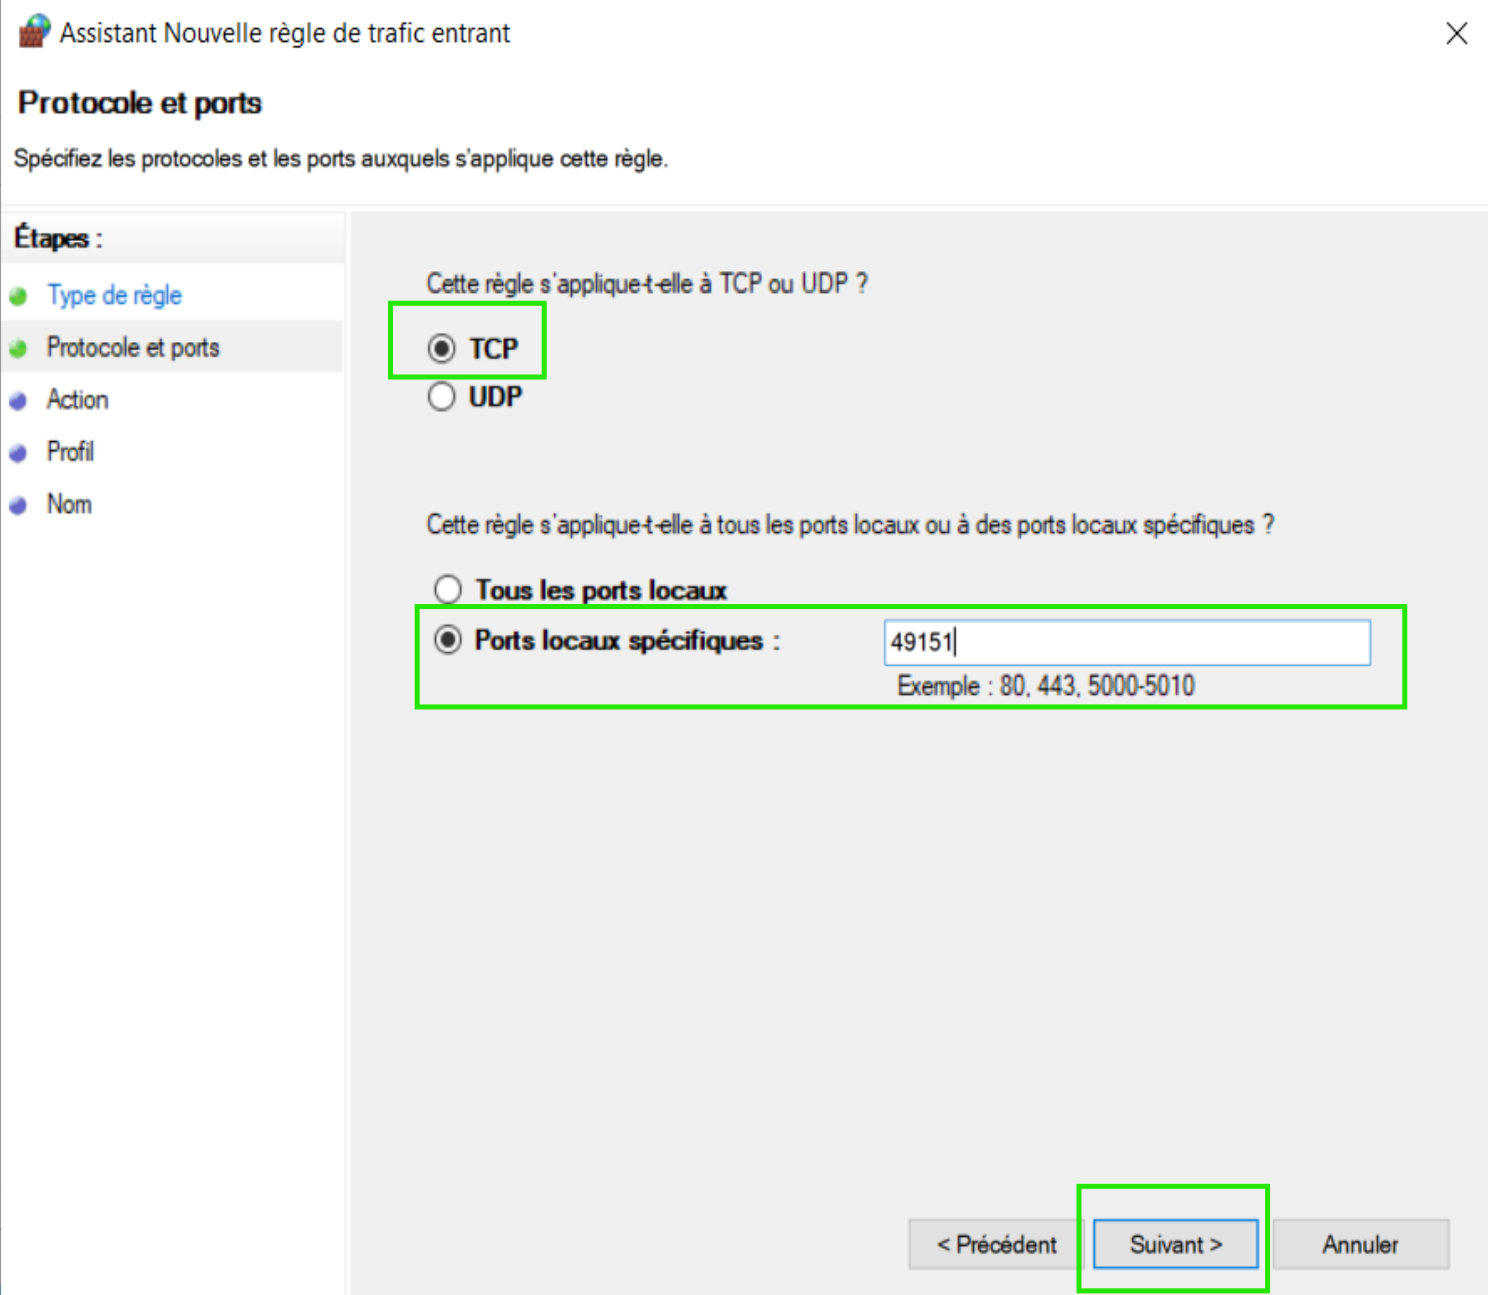 Assistant Nouvelle règle de trafic entrant
Protocole et ports
Spécifiez les protocoles et les ports auxquels s'applique cette règle.
Étapes :
Type de règle
Protocole et ports
Action
Profil
Nom
Cette règle s'applique-t-elle à TCP ou UDP ?
TCP
UDP
Cette règle s'applique-t-elle à tous les ports locaux ou à des ports locaux spécifiques ?
Tous les ports locaux
Ports locaux spécifiques : 49151
Exemple : 80, 443, 5000-5010
< Précédent Suivant > Annuler